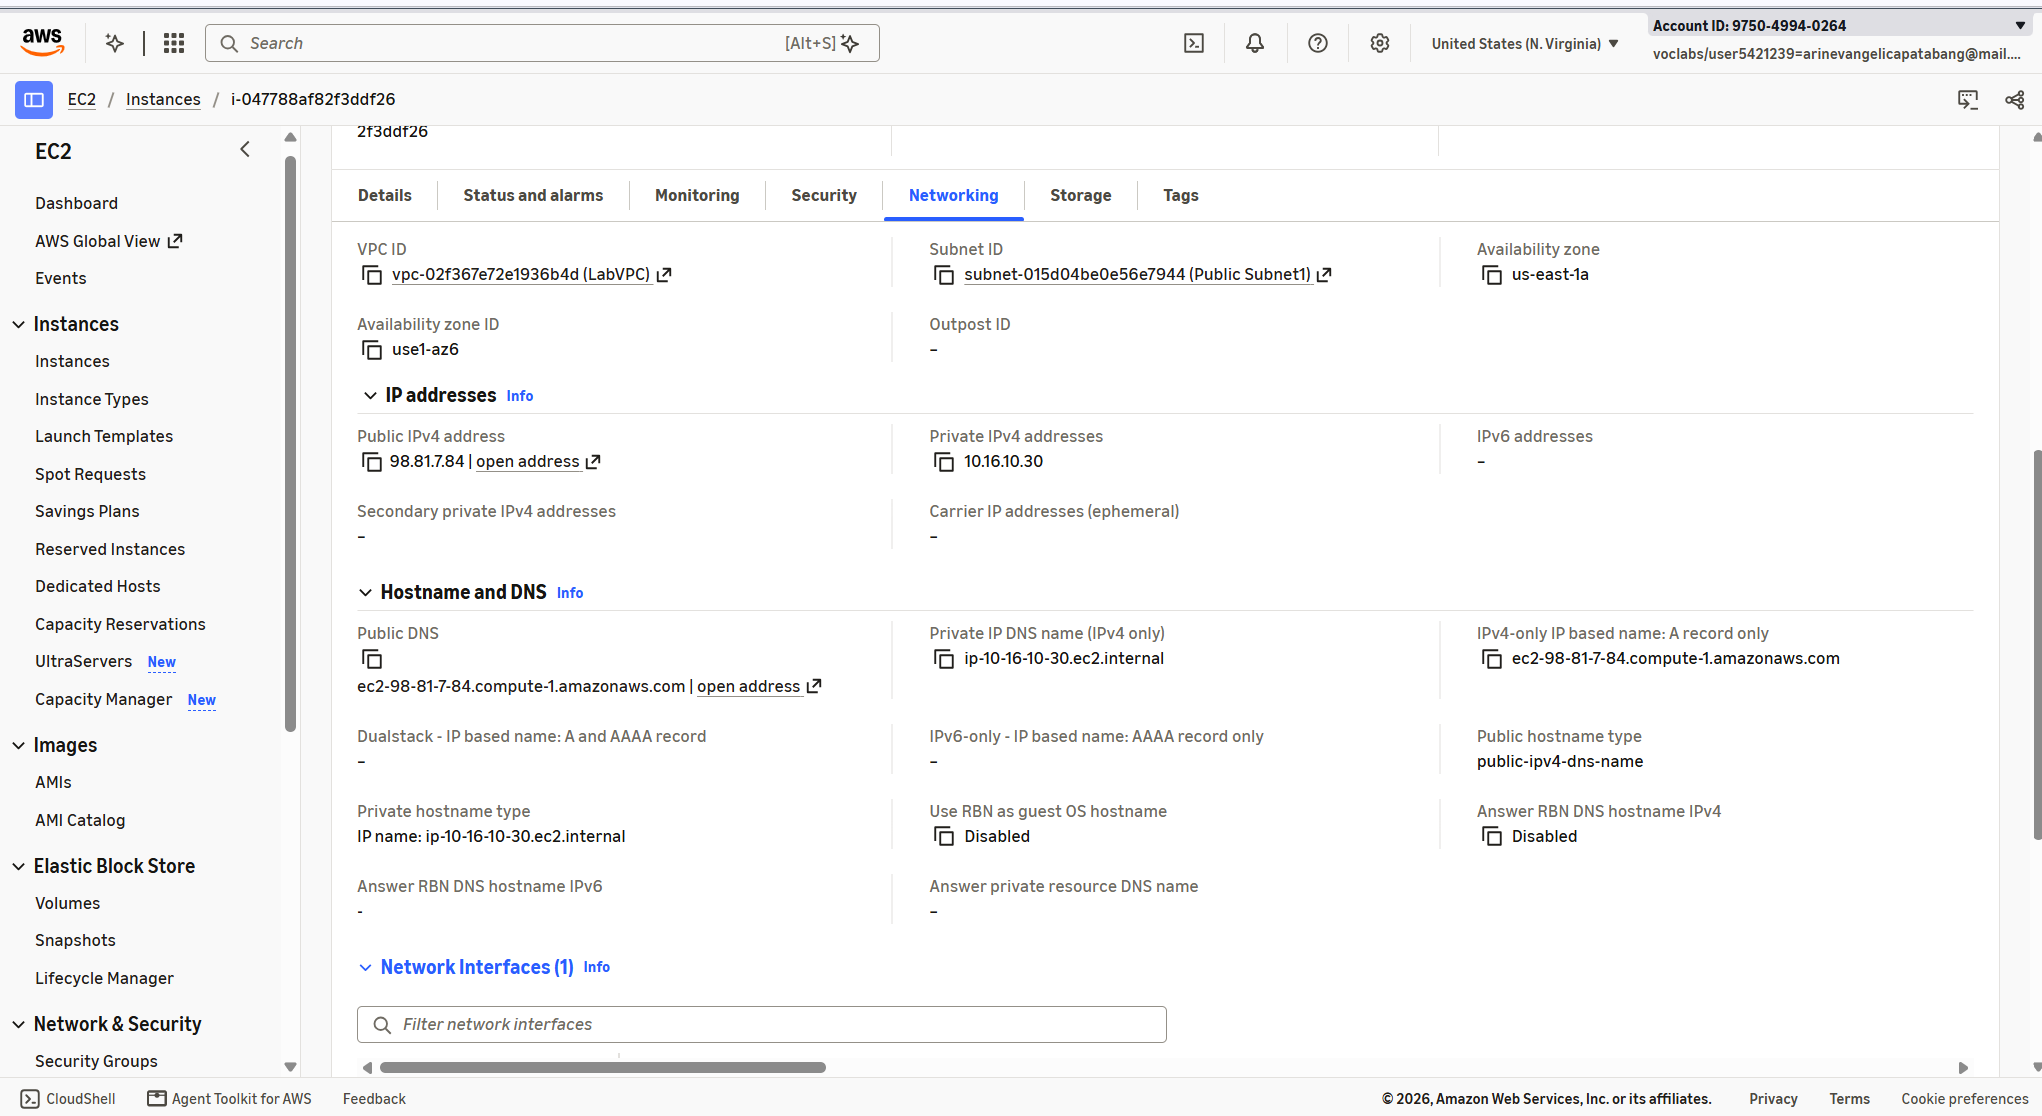 aws
Search [Alt+S]
United States (N. Virginia)
Account ID: 9750-4994-0264
voclabs/user5421239=arinevangelicapatabang@mail....
EC2 / Instances / i-047788af82f3ddf26
EC2
Dashboard
AWS Global View
Events
Instances
Instances
Instance Types
Launch Templates
Spot Requests
Savings Plans
Reserved Instances
Dedicated Hosts
Capacity Reservations
UltraServers New
Capacity Manager New
Images
AMIs
AMI Catalog
Elastic Block Store
Volumes
Snapshots
Lifecycle Manager
Network & Security
Security Groups
2f3ddf26
Details Status and alarms Monitoring Security Networking Storage Tags
VPC ID Subnet ID Availability zone
vpc-02f367e72e1936b4d (LabVPC) subnet-015d04be0e56e7944 (Public Subnet1) us-east-1a
Availability zone ID Outpost ID
use1-az6 –
IP addresses Info
Public IPv4 address Private IPv4 addresses IPv6 addresses
98.81.7.84 | open address 10.16.10.30 –
Secondary private IPv4 addresses Carrier IP addresses (ephemeral)
– –
Hostname and DNS Info
Public DNS Private IP DNS name (IPv4 only) IPv4-only IP based name: A record only
ip-10-16-10-30.ec2.internal ec2-98-81-7-84.compute-1.amazonaws.com
ec2-98-81-7-84.compute-1.amazonaws.com | open address
Dualstack - IP based name: A and AAAA record IPv6-only - IP based name: AAAA record only Public hostname type
– – public-ipv4-dns-name
Private hostname type Use RBN as guest OS hostname Answer RBN DNS hostname IPv4
IP name: ip-10-16-10-30.ec2.internal Disabled Disabled
Answer RBN DNS hostname IPv6 Answer private resource DNS name
- –
Network Interfaces (1) Info
Filter network interfaces
CloudShell Agent Toolkit for AWS Feedback © 2026, Amazon Web Services, Inc. or its affiliates. Privacy Terms Cookie preferences